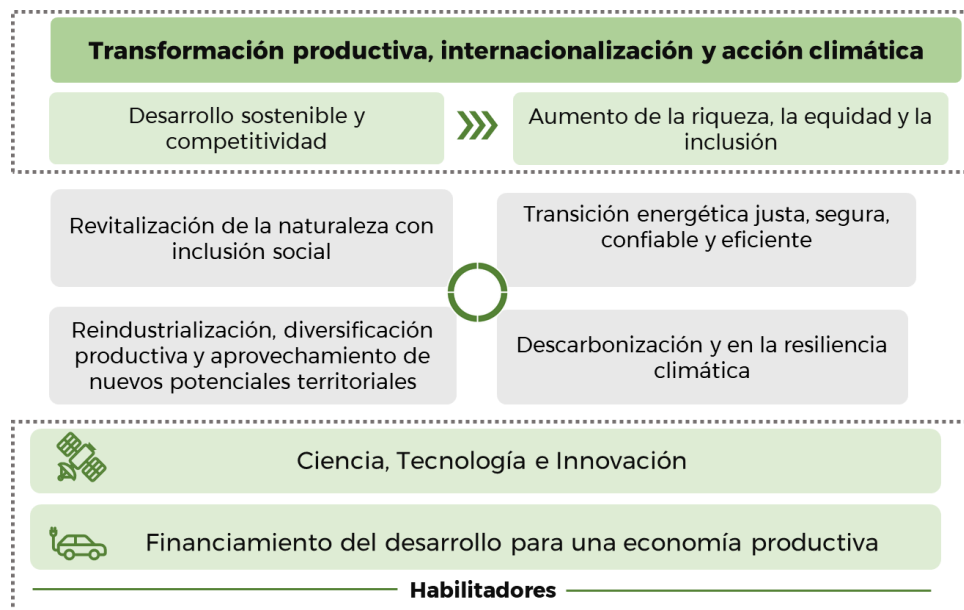 Transformación productiva, internacionalización y acción climática
Desarrollo sostenible y
competitividad
Aumento de la riqueza, la equidad y la
inclusión
Revitalización de la naturaleza con
inclusión social
Transición energética justa, segura,
confiable y eficiente
Reindustrialización, diversificación
productiva y aprovechamiento de
nuevos potenciales territoriales
Descarbonización y en la resiliencia
climática
Ciencia, Tecnología e Innovación
Financiamiento del desarrollo para una economía productiva
Habilitadores